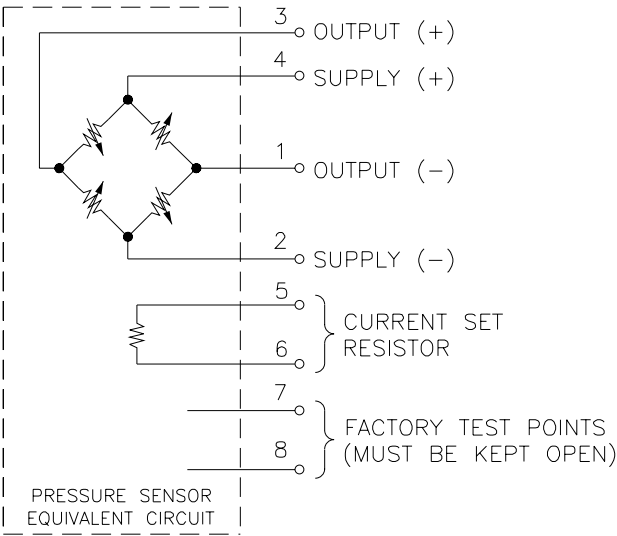 3
OUTPUT (+)
4
SUPPLY (+)
1
OUTPUT (−)
2
SUPPLY (−)
5
CURRENT SET
RESISTOR
6
7
FACTORY TEST POINTS
(MUST BE KEPT OPEN)
8
PRESSURE SENSOR
EQUIVALENT CIRCUIT